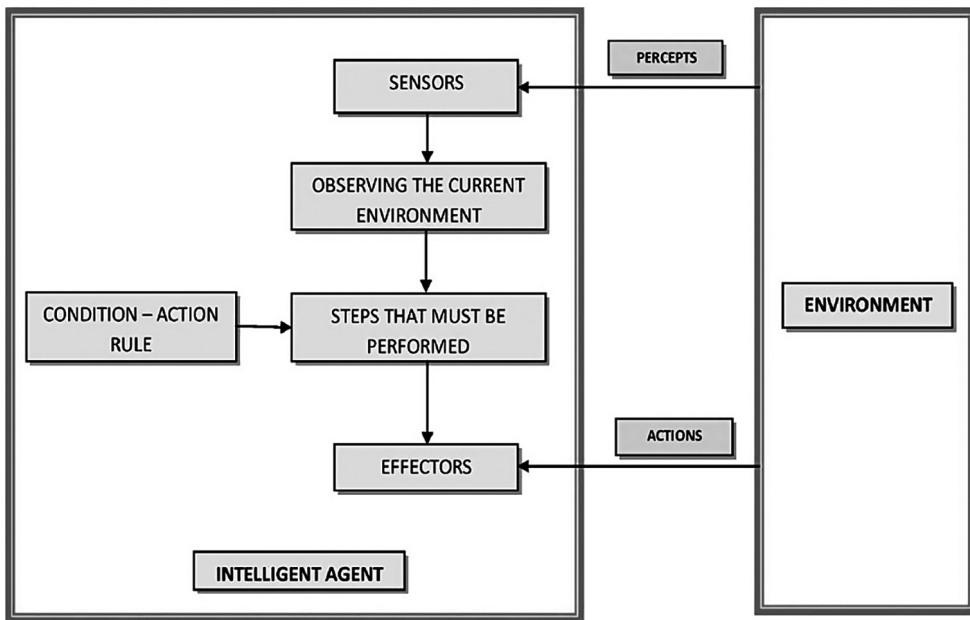 PERCEPTS
SENSORS
OBSERVING THE CURRENT
ENVIRONMENT
CONDITION – ACTION
RULE
STEPS THAT MUST BE
PERFORMED
ENVIRONMENT
ACTIONS
EFFECTORS
INTELLIGENT AGENT